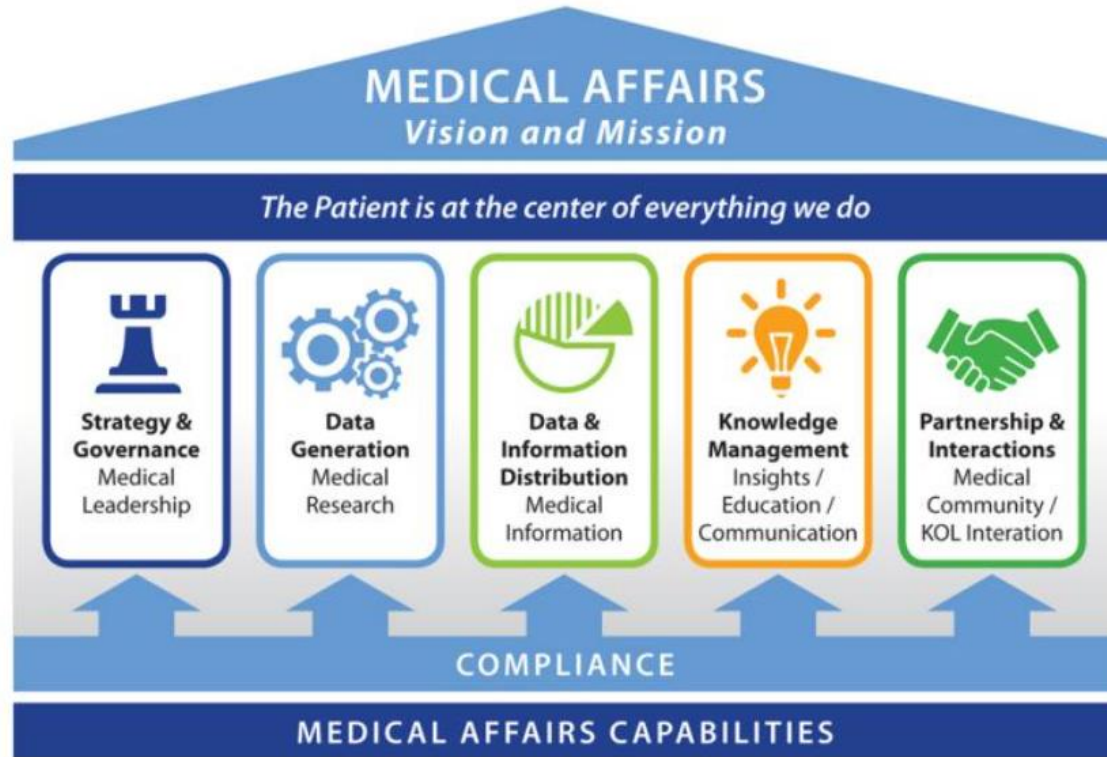 MEDICAL AFFAIRS
Vision and Mission
The Patient is at the center of everything we do
Strategy &
Governance
Medical
Leadership
Data
Generation
Medical
Research
Data &
Information
Distribution
Medical
Information
Knowledge
Management
Insights /
Education /
Communication
Partnership &
Interactions
Medical
Community /
KOL Interation
COMPLIANCE
MEDICAL AFFAIRS CAPABILITIES